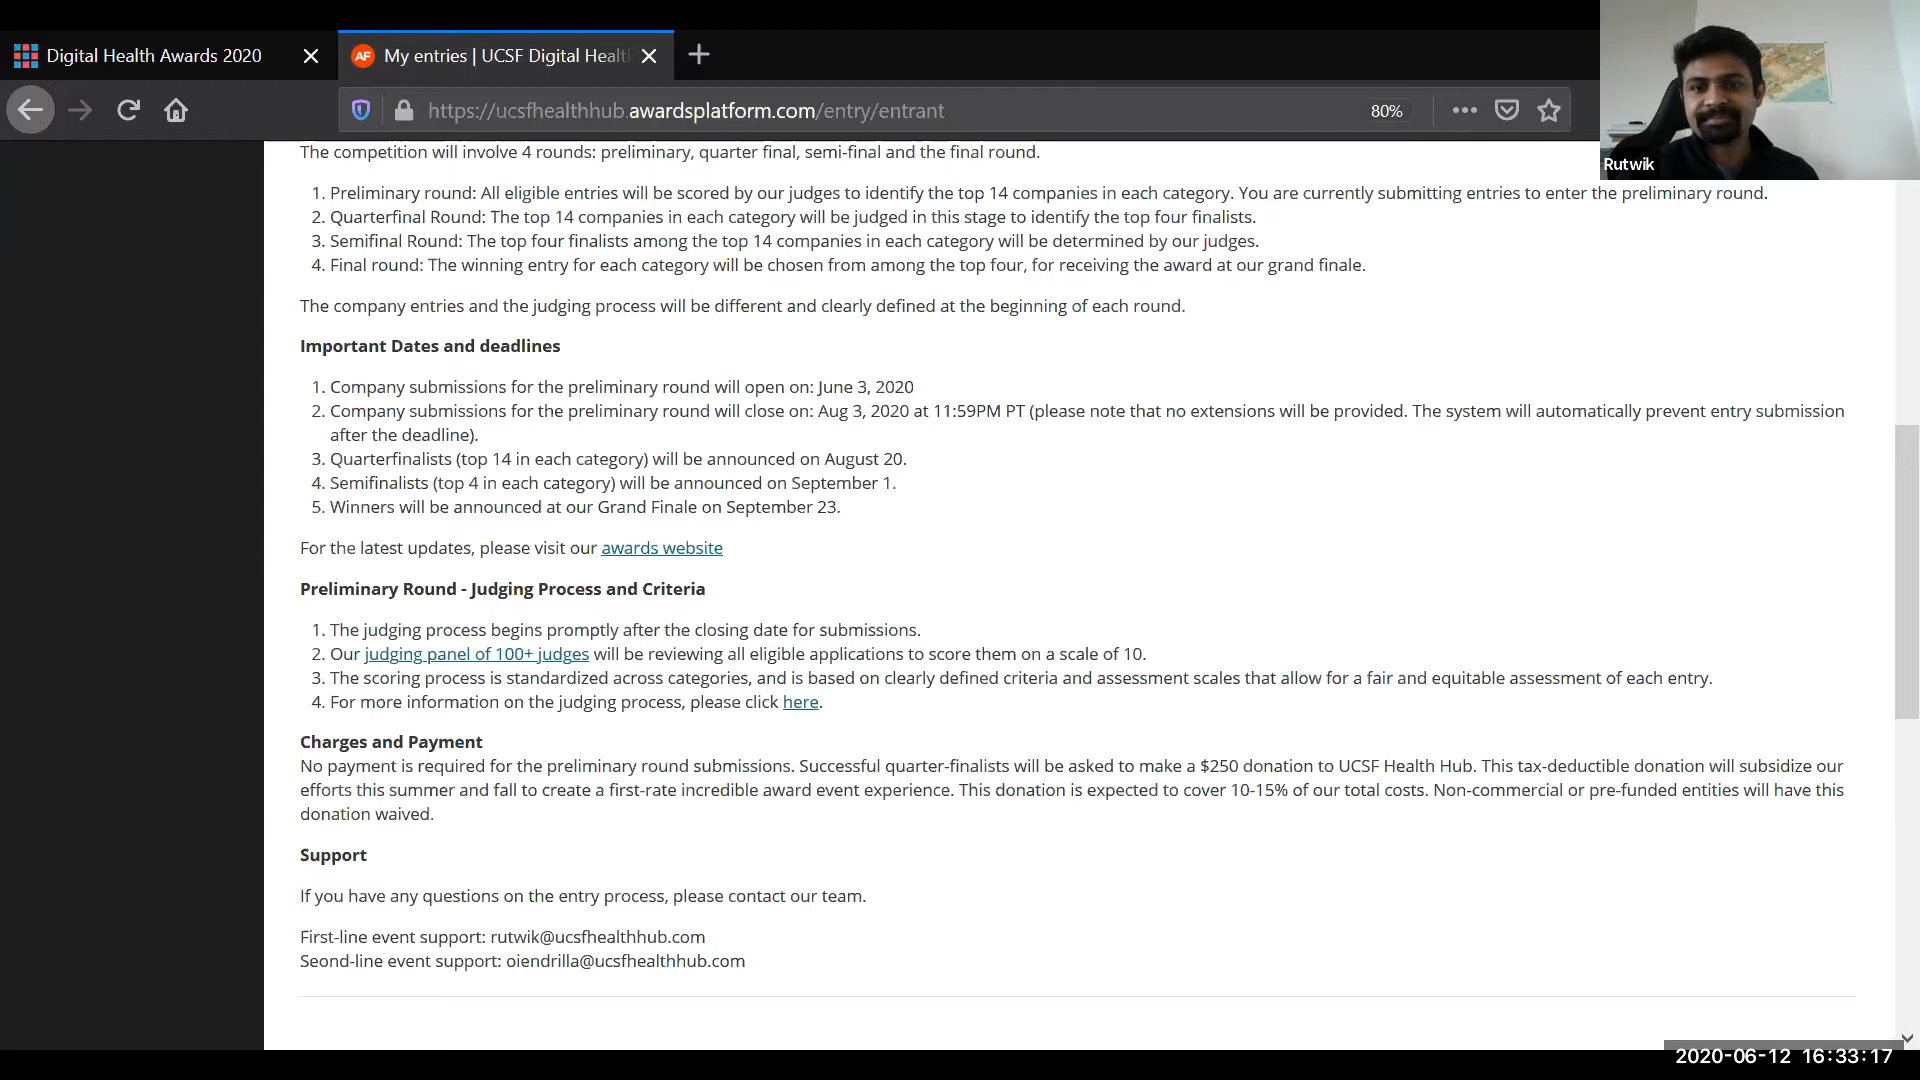 Digital Health Awards 2020
AF My entries | UCSF Digital Healt
https://ucsfhealthhub.awardsplatform.com/entry/entrant
80%
Rutwik
The competition will involve 4 rounds: preliminary, quarter final, semi-final and the final round.
1. Preliminary round: All eligible entries will be scored by our judges to identify the top 14 companies in each category. You are currently submitting entries to enter the preliminary round.
2. Quarterfinal Round: The top 14 companies in each category will be judged in this stage to identify the top four finalists.
3. Semifinal Round: The top four finalists among the top 14 companies in each category will be determined by our judges.
4. Final round: The winning entry for each category will be chosen from among the top four, for receiving the award at our grand finale.
The company entries and the judging process will be different and clearly defined at the beginning of each round.
Important Dates and deadlines
1. Company submissions for the preliminary round will open on: June 3, 2020
2. Company submissions for the preliminary round will close on: Aug 3, 2020 at 11:59PM PT (please note that no extensions will be provided. The system will automatically prevent entry submission
after the deadline).
3. Quarterfinalists (top 14 in each category) will be announced on August 20.
4. Semifinalists (top 4 in each category) will be announced on September 1.
5. Winners will be announced at our Grand Finale on September 23.
For the latest updates, please visit our awards website
Preliminary Round - Judging Process and Criteria
1. The judging process begins promptly after the closing date for submissions.
2. Our judging panel of 100+ judges will be reviewing all eligible applications to score them on a scale of 10.
3. The scoring process is standardized across categories, and is based on clearly defined criteria and assessment scales that allow for a fair and equitable assessment of each entry.
4. For more information on the judging process, please click here.
Charges and Payment
No payment is required for the preliminary round submissions. Successful quarter-finalists will be asked to make a $250 donation to UCSF Health Hub. This tax-deductible donation will subsidize our
efforts this summer and fall to create a first-rate incredible award event experience. This donation is expected to cover 10-15% of our total costs. Non-commercial or pre-funded entities will have this
donation waived.
Support
If you have any questions on the entry process, please contact our team.
First-line event support: rutwik@ucsfhealthhub.com
Seond-line event support: oiendrilla@ucsfhealthhub.com
2020-06-12 16:33:17